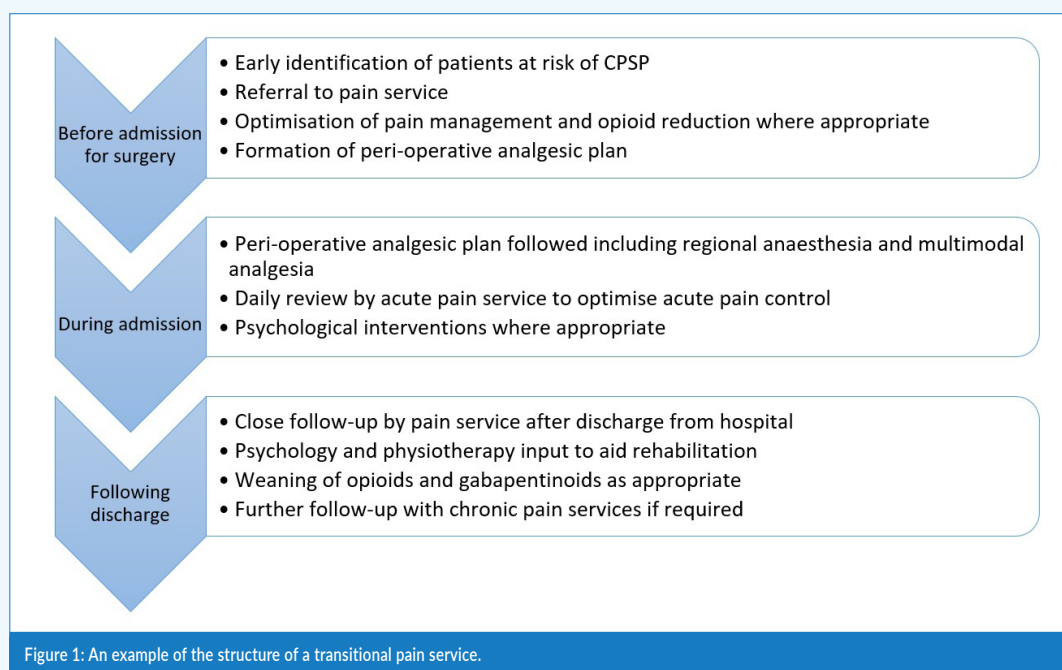 Before admission
for surgery
• Early identification of patients at risk of CPSP
• Referral to pain service
• Optimisation of pain management and opioid reduction where appropriate
• Formation of peri-operative analgesic plan
During admission
• Peri-operative analgesic plan followed including regional anaesthesia and multimodal
analgesia
• Daily review by acute pain service to optimise acute pain control
• Psychological interventions where appropriate
Following
discharge
• Close follow-up by pain service after discharge from hospital
• Psychology and physiotherapy input to aid rehabilitation
• Weaning of opioids and gabapentinoids as appropriate
• Further follow-up with chronic pain services if required
Figure 1: An example of the structure of a transitional pain service.